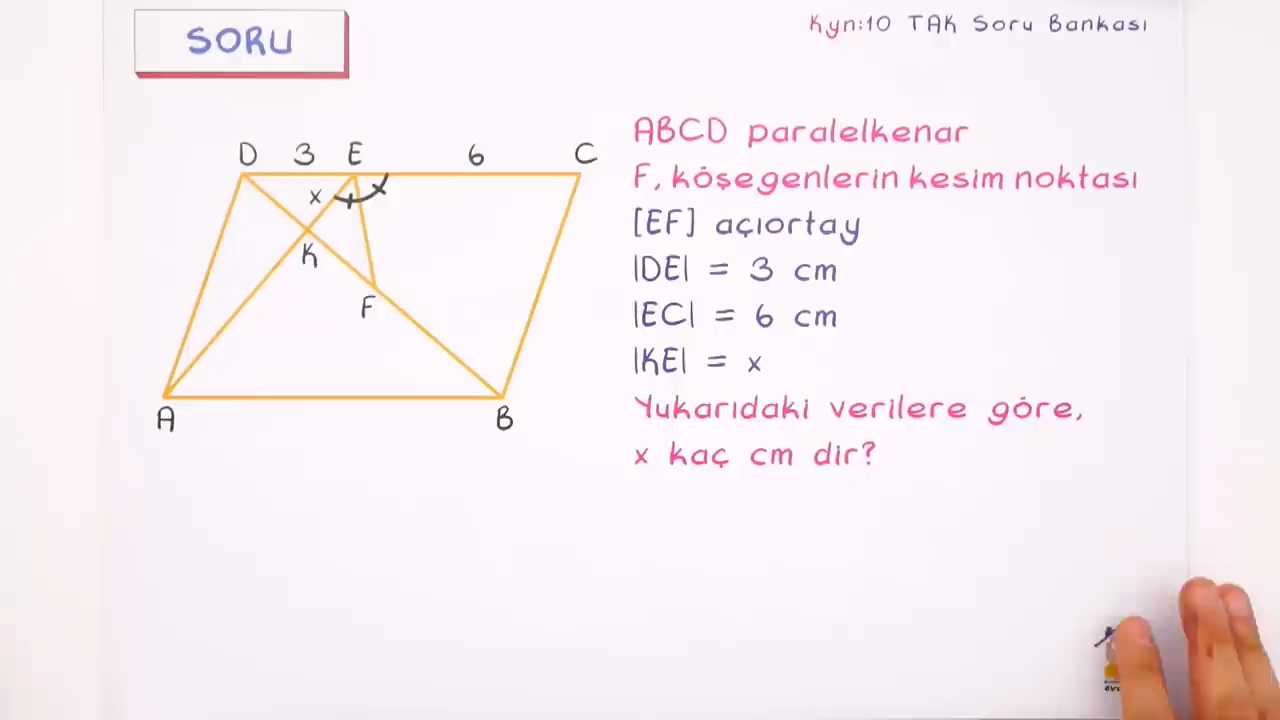 SORU
Kyn:10 TAK Soru Bankası
D 3 E 6 C
x
K
F
A B
ABCD paralelkenar
F, köşegenlerin kesim noktası
[EF] açıortay
|DE| = 3 cm
|EC| = 6 cm
|KE| = x
Yukarıdaki verilere göre,
x kaç cm dir?